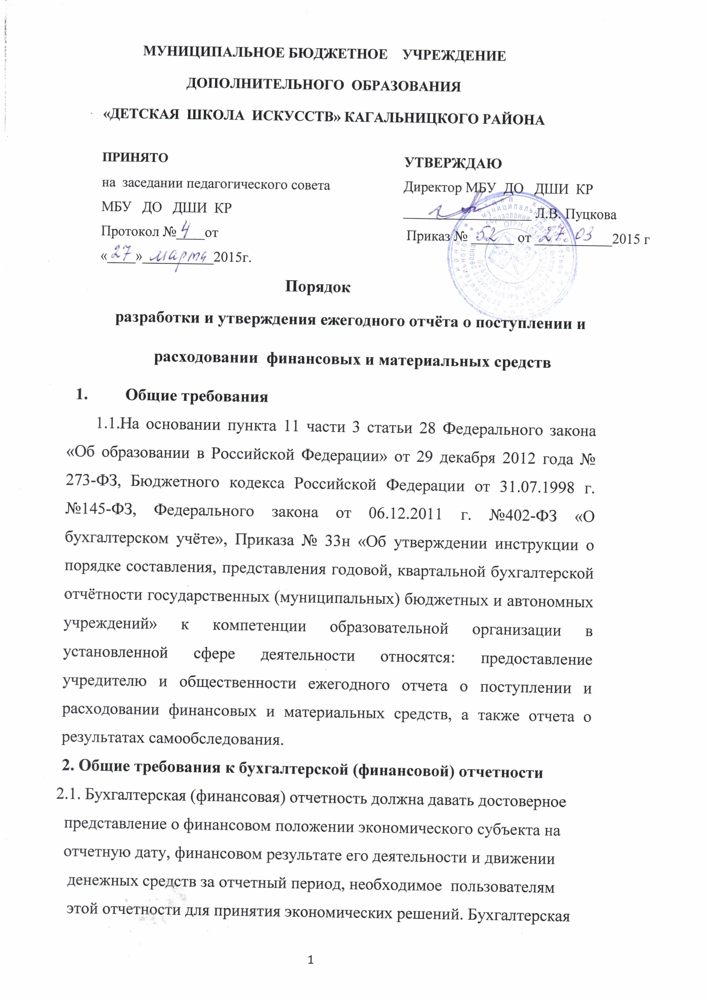 МУНИЦИПАЛЬНОЕ БЮДЖЕТНОЕ УЧРЕЖДЕНИЕ
ДОПОЛНИТЕЛЬНОГО ОБРАЗОВАНИЯ
«ДЕТСКАЯ ШКОЛА ИСКУССТВ» КАГАЛЬНИЦКОГО РАЙОНА
ПРИНЯТО
на заседании педагогического совета
МБУ ДО ДШИ КР
Протокол № 4 от
«27» марта 2015г.
УТВЕРЖДАЮ
Директор МБУ ДО ДШИ КР
Л.В. Пуцкова
Приказ № 52 от 27 03 2015 г
Порядок
разработки и утверждения ежегодного отчёта о поступлении и
расходовании финансовых и материальных средств
1. Общие требования
1.1.На основании пункта 11 части 3 статьи 28 Федерального закона
«Об образовании в Российской Федерации» от 29 декабря 2012 года №
273-ФЗ, Бюджетного кодекса Российской Федерации от 31.07.1998 г.
№145-ФЗ, Федерального закона от 06.12.2011 г. №402-ФЗ «О
бухгалтерском учёте», Приказа № 33н «Об утверждении инструкции о
порядке составления, представления годовой, квартальной бухгалтерской
отчётности государственных (муниципальных) бюджетных и автономных
учреждений» к компетенции образовательной организации в
установленной сфере деятельности относятся: предоставление
учредителю и общественности ежегодного отчета о поступлении и
расходовании финансовых и материальных средств, а также отчета о
результатах самообследования.
2. Общие требования к бухгалтерской (финансовой) отчетности
2.1. Бухгалтерская (финансовая) отчетность должна давать достоверное
представление о финансовом положении экономического субъекта на
отчетную дату, финансовом результате его деятельности и движении
денежных средств за отчетный период, необходимое пользователям
этой отчетности для принятия экономических решений. Бухгалтерская
1